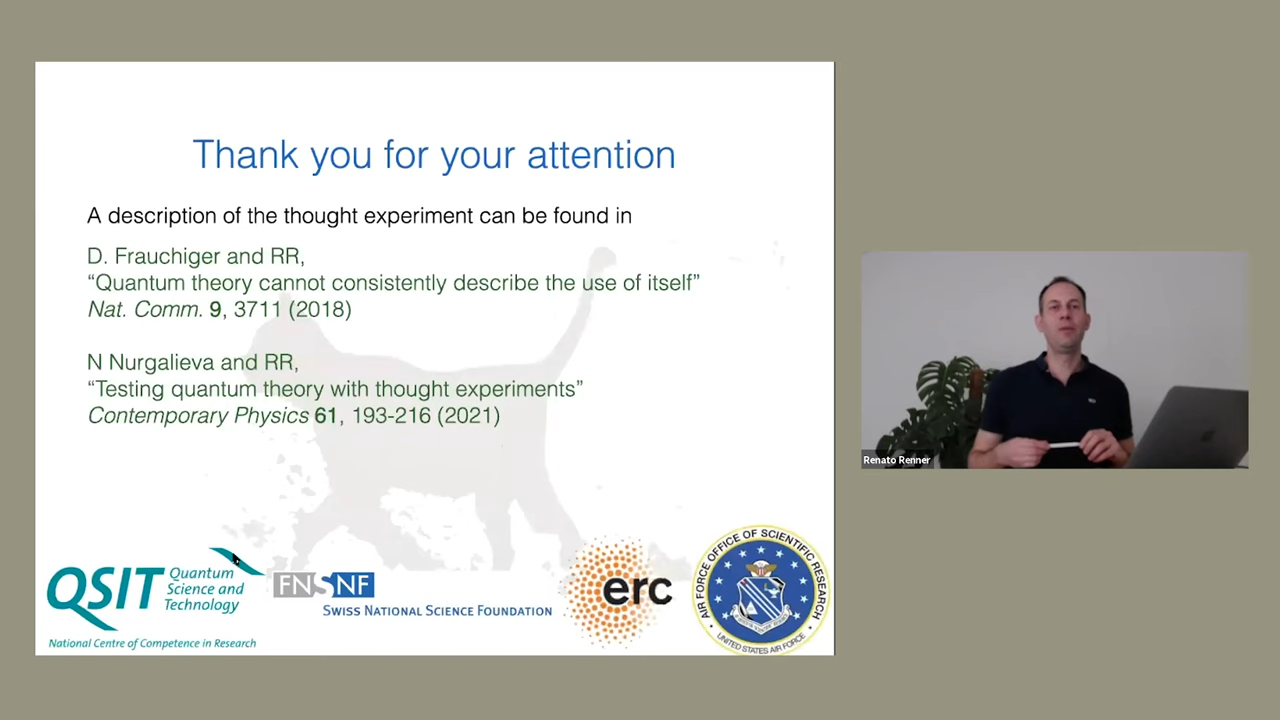 Thank you for your attention
A description of the thought experiment can be found in
D. Frauchiger and RR,
“Quantum theory cannot consistently describe the use of itself”
Nat. Comm. 9, 3711 (2018)
N Nurgalieva and RR,
“Testing quantum theory with thought experiments”
Contemporary Physics 61, 193-216 (2021)
QSIT Quantum
Science and
Technology
National Centre of Competence in Research
FNSNF
SWISS NATIONAL SCIENCE FOUNDATION
erc
AIR FORCE OFFICE OF SCIENTIFIC RESEARCH
UNITED STATES AIR FORCE
Renato Renner